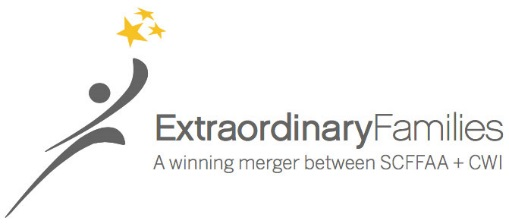 ExtraordinaryFamilies
A winning merger between SCFFAA + CWI